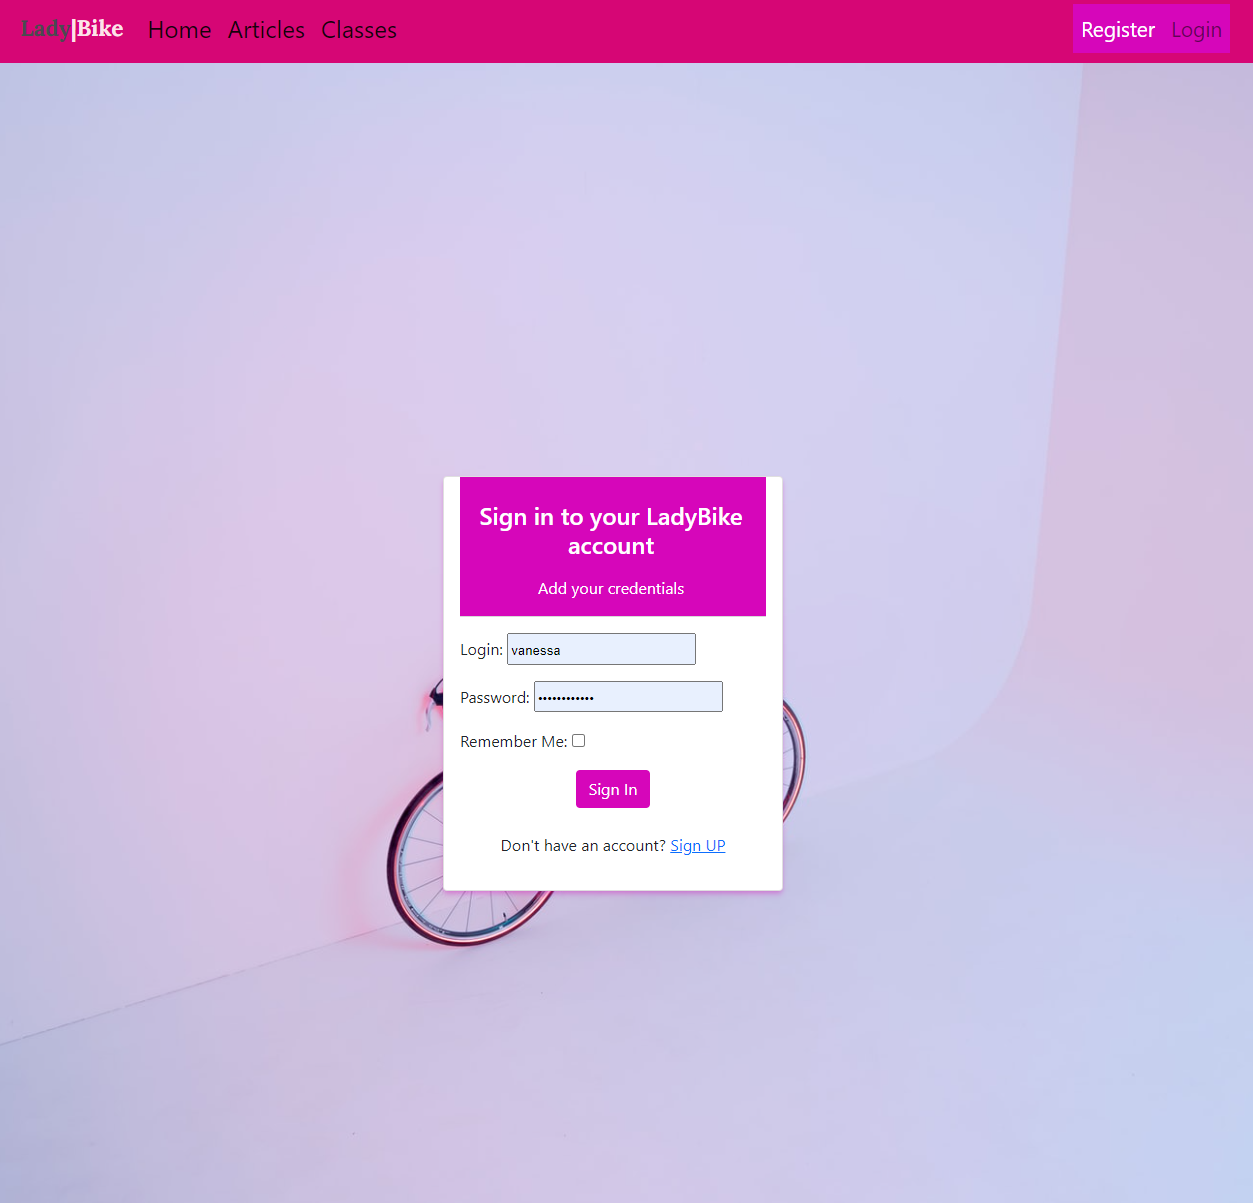 Lady|Bike Home Articles Classes Register Login
Sign in to your LadyBike
account
Add your credentials
Login: vanessa
Password: ••••••••••••
Remember Me:
Sign In
Don't have an account? Sign UP